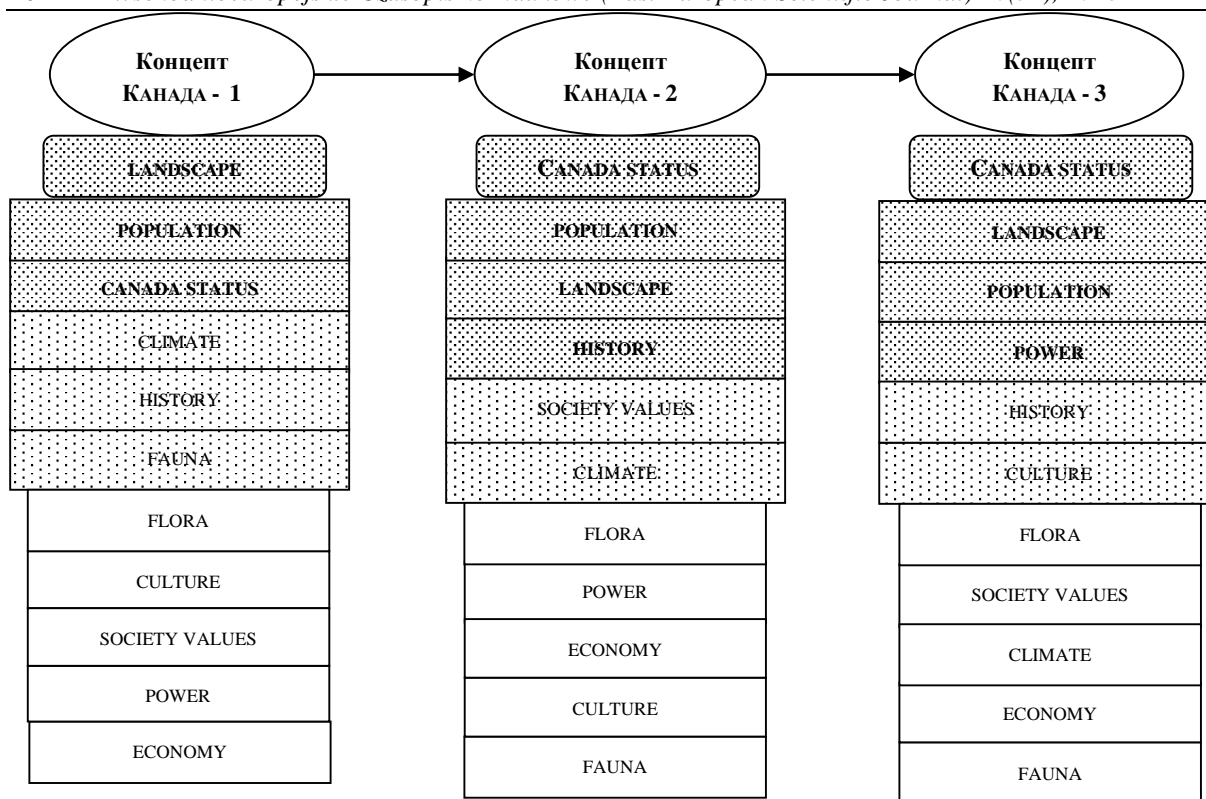 Концепт
КАНАДА - 1
Концепт
КАНАДА - 2
Концепт
КАНАДА - 3
LANDSCAPE
POPULATION
CANADA STATUS
CLIMATE
HISTORY
FAUNA
FLORA
CULTURE
SOCIETY VALUES
POWER
ECONOMY
CANADA STATUS
POPULATION
LANDSCAPE
HISTORY
SOCIETY VALUES
CLIMATE
FLORA
POWER
ECONOMY
CULTURE
FAUNA
CANADA STATUS
LANDSCAPE
POPULATION
POWER
HISTORY
CULTURE
FLORA
SOCIETY VALUES
CLIMATE
ECONOMY
FAUNA